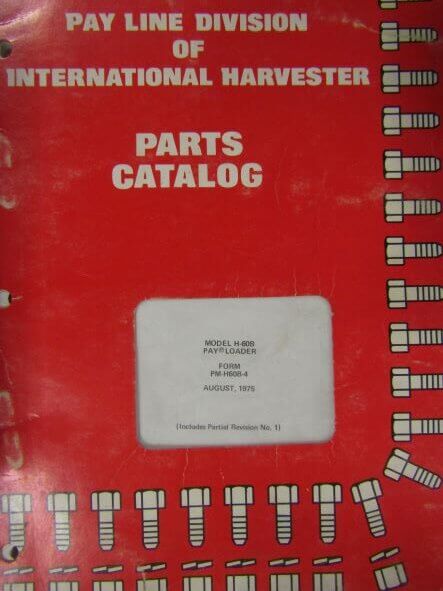 PAY LINE DIVISION
OF
INTERNATIONAL HARVESTER
PARTS
CATALOG
MODEL H-60B
PAY®LOADER
FORM
PM-H60B-4
AUGUST, 1975
(Includes Partial Revision No. 1)